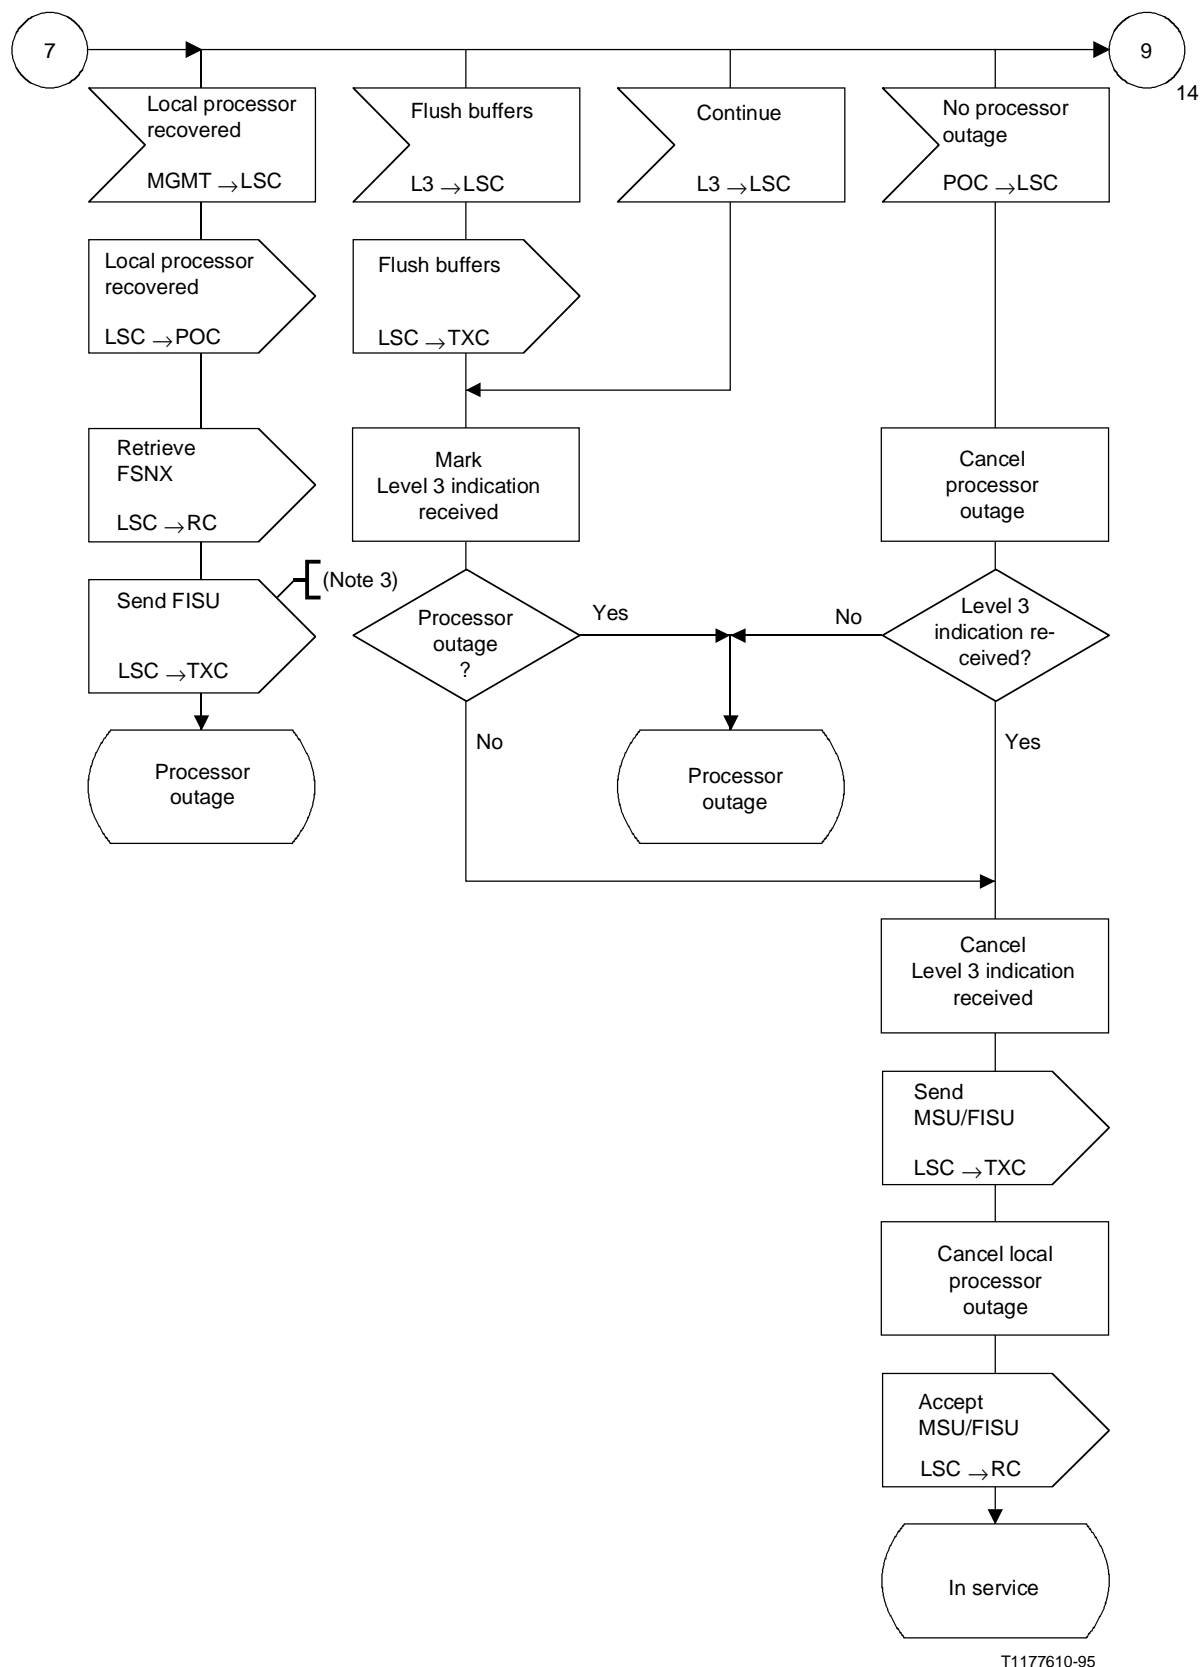 7
9
14
Local processor
recovered
MGMT → LSC
Flush buffers
L3 → LSC
Continue
L3 → LSC
No processor
outage
POC → LSC
Local processor
recovered
LSC → POC
Flush buffers
LSC → TXC
Retrieve
FSNX
LSC → RC
Mark
Level 3 indication
received
Cancel
processor
outage
Send FISU
LSC → TXC
(Note 3)
Processor
outage
?
Yes
No
No
Level 3
indication re-
ceived?
Yes
Processor
outage
Processor
outage
Cancel
Level 3 indication
received
Send
MSU/FISU
LSC → TXC
Cancel local
processor
outage
Accept
MSU/FISU
LSC → RC
In service
T1177610-95